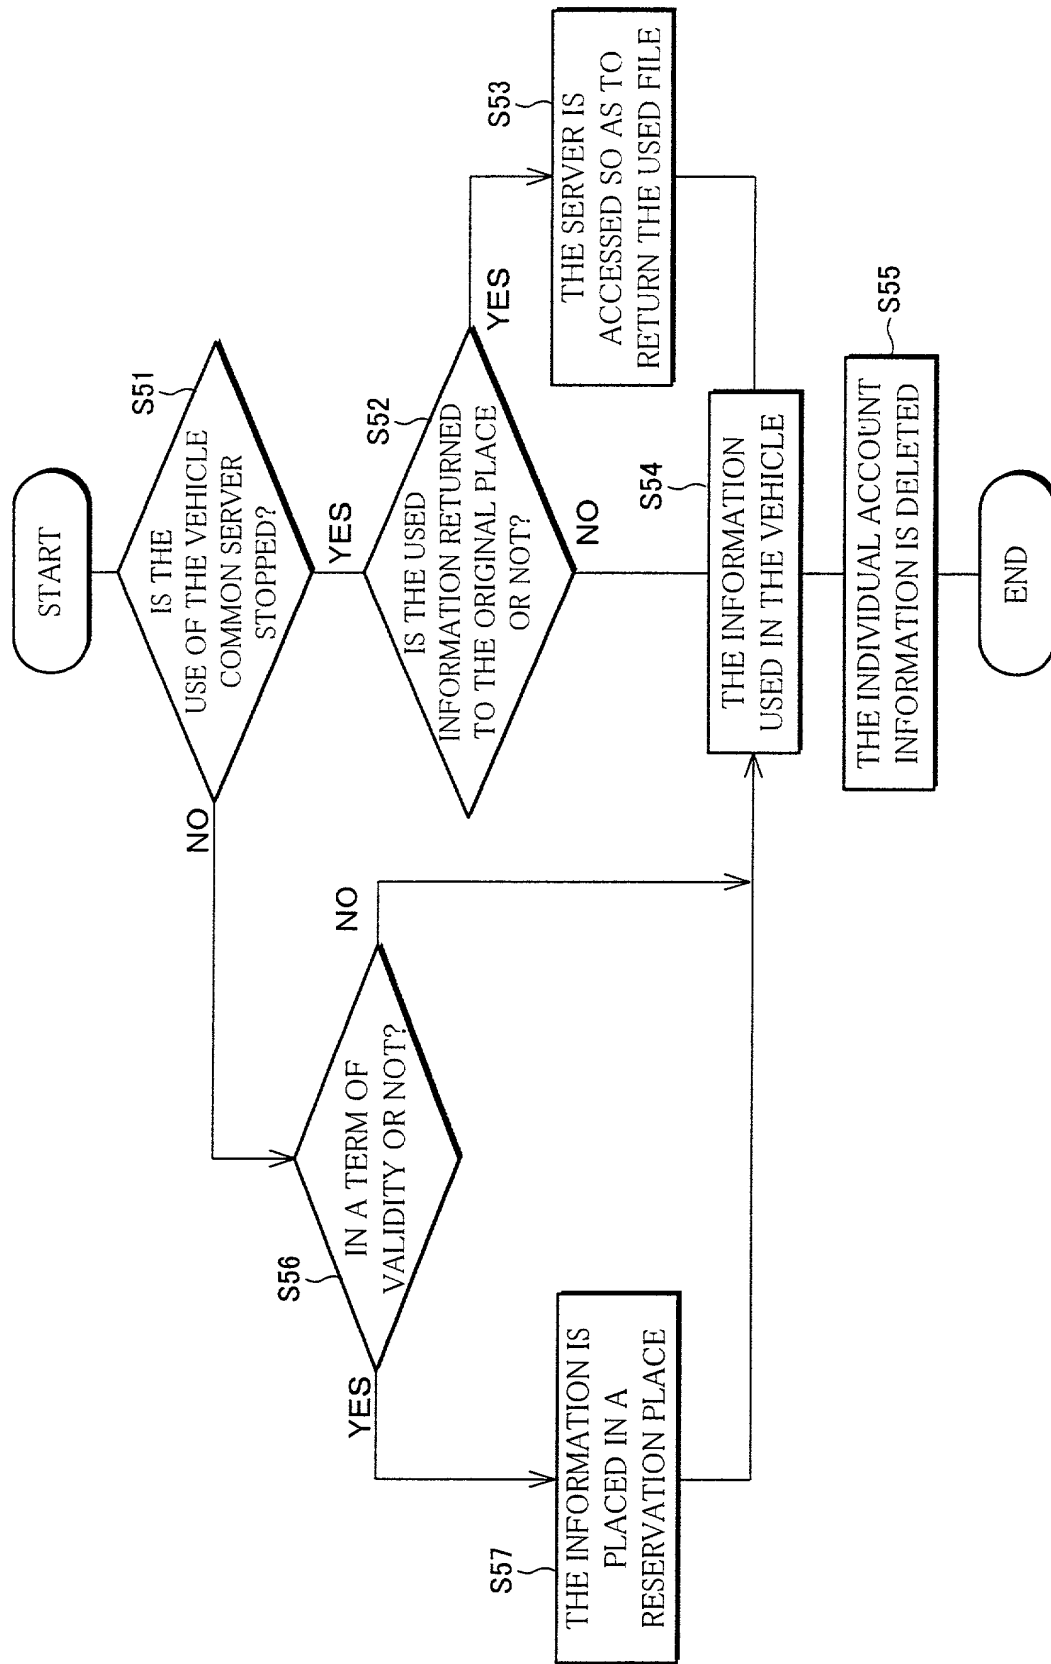 START
S51
IS THE
USE OF THE VEHICLE
COMMON SERVER
STOPPED?
NO
YES
S52
IS THE USED
INFORMATION RETURNED
TO THE ORIGINAL PLACE
OR NOT?
YES
NO
S53
THE SERVER IS
ACCESSED SO AS TO
RETURN THE USED FILE
S56
IN A TERM OF
VALIDITY OR NOT?
YES
NO
S57
THE INFORMATION IS
PLACED IN A
RESERVATION PLACE
S54
THE INFORMATION
USED IN THE VEHICLE
S55
THE INDIVIDUAL ACCOUNT
INFORMATION IS DELETED
END